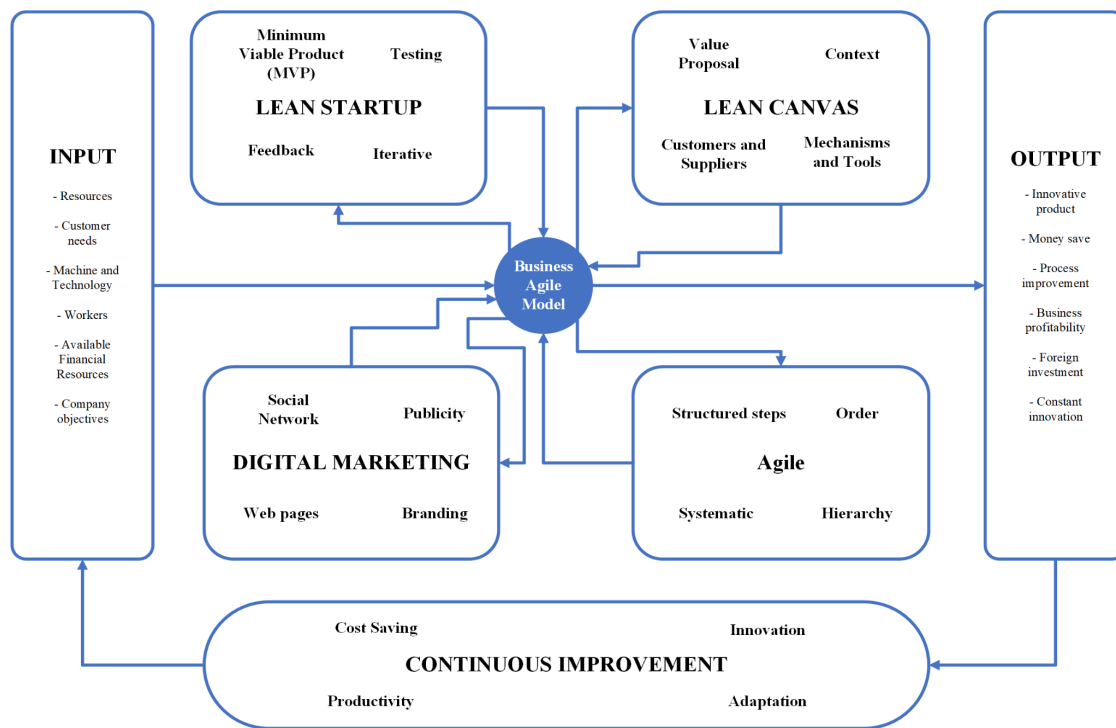 INPUT
- Resources
- Customer
needs
- Machine and
Technology
- Workers
- Available
Financial
Resources
- Company
objectives
Minimum
Viable Product
(MVP)
Testing
LEAN STARTUP
Feedback
Iterative
Value
Proposal
Context
LEAN CANVAS
Customers and
Suppliers
Mechanisms
and Tools
Business
Agile
Model
Social
Network
Publicity
DIGITAL MARKETING
Web pages
Branding
Structured steps
Order
Agile
Systematic
Hierarchy
OUTPUT
- Innovative
product
- Money save
- Process
improvement
- Business
profitability
- Foreign
investment
- Constant
innovation
Cost Saving
Innovation
CONTINUOUS IMPROVEMENT
Productivity
Adaptation